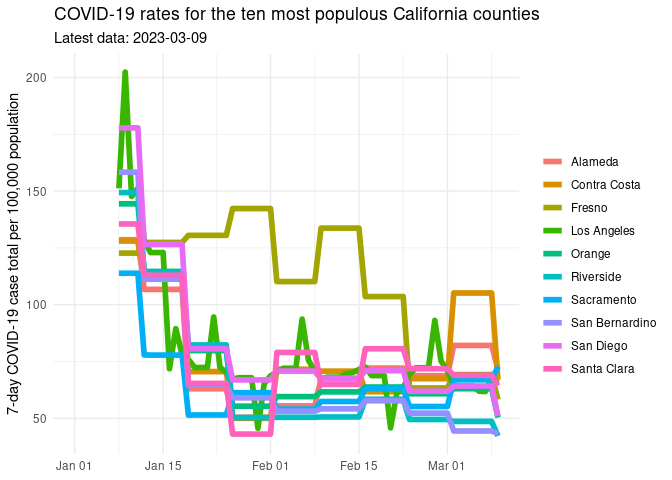 COVID-19 rates for the ten most populous California counties
Latest data: 2023-03-09
7-day COVID-19 case total per 100,000 population
200
150
100
50
Jan 01
Jan 15
Feb 01
Feb 15
Mar 01
Alameda
Contra Costa
Fresno
Los Angeles
Orange
Riverside
Sacramento
San Bernardino
San Diego
Santa Clara